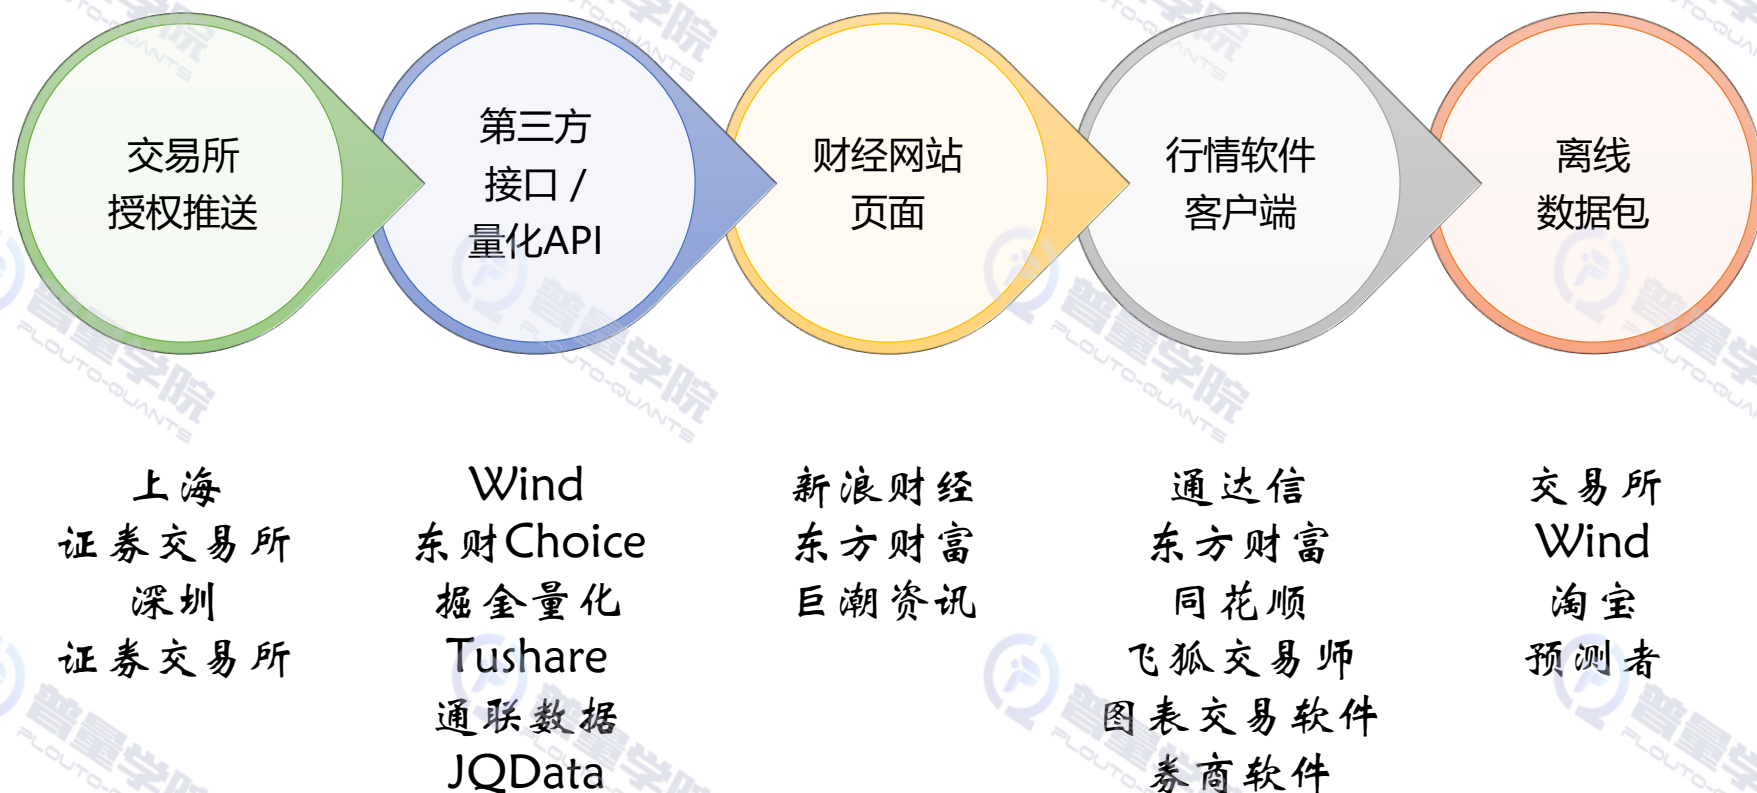 交易所
授权推送
第三方
接口 /
量化API
财经网站
页面
行情软件
客户端
离线
数据包
上海
证券交易所
深圳
证券交易所
Wind
东财Choice
掘金量化
Tushare
通联数据
JQData
新浪财经
东方财富
巨潮资讯
通达信
东方财富
同花顺
飞狐交易师
图表交易软件
券商软件
交易所
Wind
淘宝
预测者
普量学院
PLOUTO-QUANTS